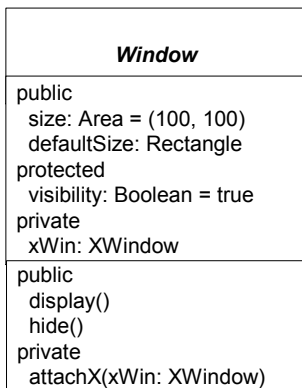 Window
public
size: Area = (100, 100)
defaultSize: Rectangle
protected
visibility: Boolean = true
private
xWin: XWindow
public
display()
hide()
private
attachX(xWin: XWindow)